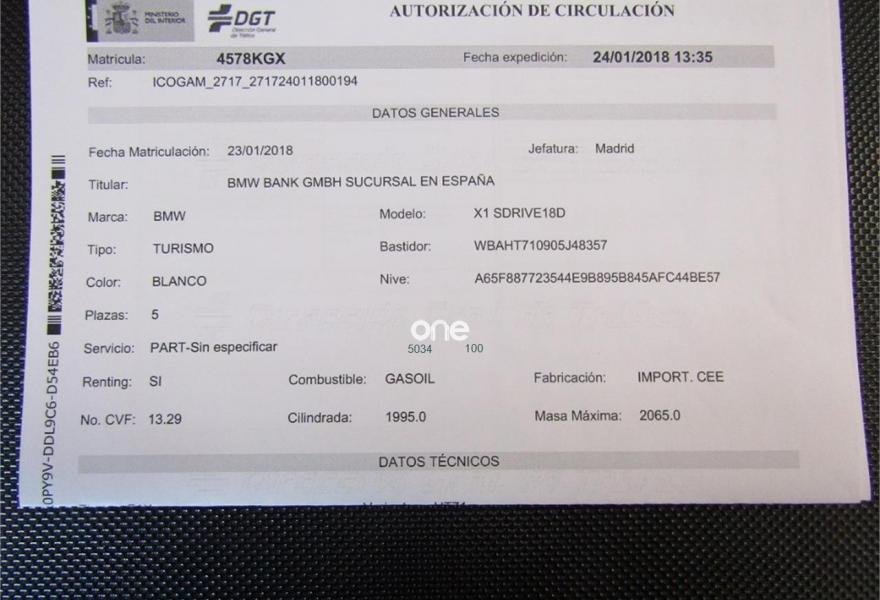 MINISTERIO DEL INTERIOR
DGT
Dirección General de Tráfico
AUTORIZACIÓN DE CIRCULACIÓN
Matricula: 4578KGX Fecha expedición: 24/01/2018 13:35
Ref: ICOGAM_2717_271724011800194
DATOS GENERALES
Fecha Matriculación: 23/01/2018 Jefatura: Madrid
Titular: BMW BANK GMBH SUCURSAL EN ESPAÑA
Marca: BMW Modelo: X1 SDRIVE18D
Tipo: TURISMO Bastidor: WBAHT710905J48357
Color: BLANCO Nive: A65F887723544E9B895B845AFC44BE57
Plazas: 5
one
Servicio: PART-Sin especificar 5034 100
Renting: SI Combustible: GASOIL Fabricación: IMPORT. CEE
No. CVF: 13.29 Cilindrada: 1995.0 Masa Máxima: 2065.0
DATOS TÉCNICOS
0PY9V-DDL9C6-D54EB6